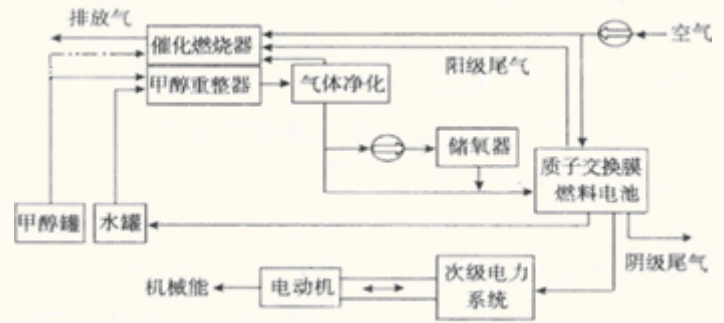 排放气
催化燃烧器
空气
阳级尾气
甲醇重整器
气体净化
储氧器
质子交换膜
燃料电池
甲醇罐
水罐
阴级尾气
机械能
电动机
次级电力
系统